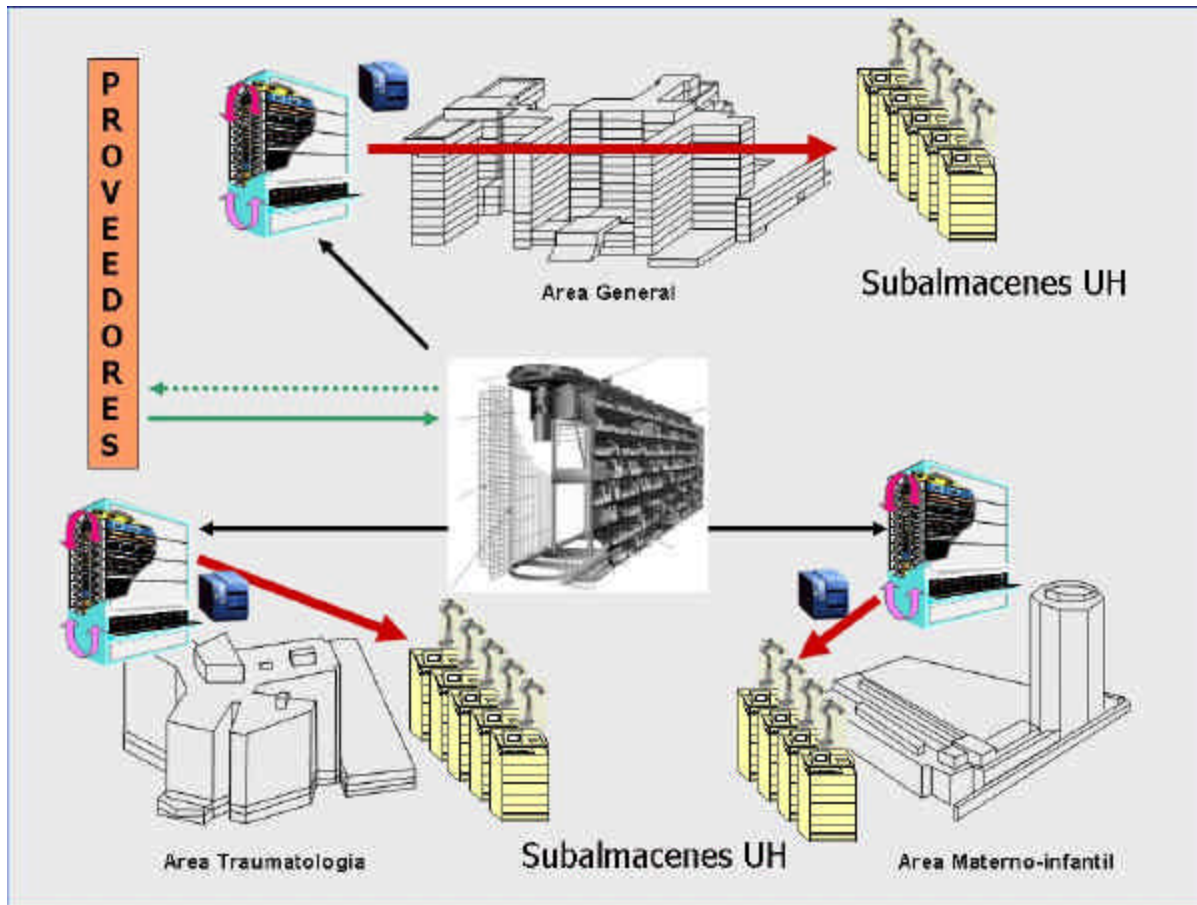 PROVEEDORES
Area General
Subalmacenes UH
Area Traumatologia
Subalmacenes UH
Area Materno-infantil